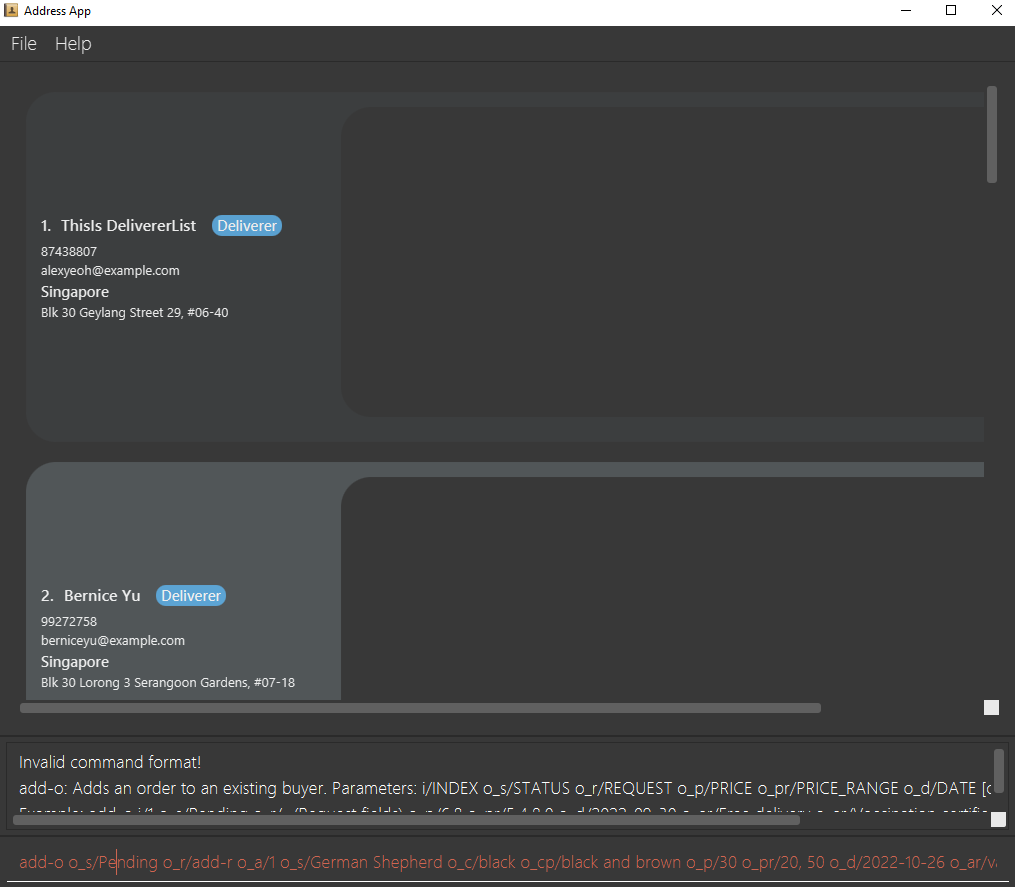 Address App
File Help
1. ThisIs DelivererList Deliverer
87438807
alexyeoh@example.com
Singapore
Blk 30 Geylang Street 29, #06-40
2. Bernice Yu Deliverer
99272758
berniceyu@example.com
Singapore
Blk 30 Lorong 3 Serangoon Gardens, #07-18
Invalid command format!
add-o: Adds an order to an existing buyer. Parameters: i/INDEX o_s/STATUS o_r/REQUEST o_p/PRICE o_pr/PRICE_RANGE o_d/DATE
add-o o_s/Pending o_r/add-r o_a/1 o_s/German Shepherd o_c/black o_cp/black and brown o_p/30 o_pr/20, 50 o_d/2022-10-26